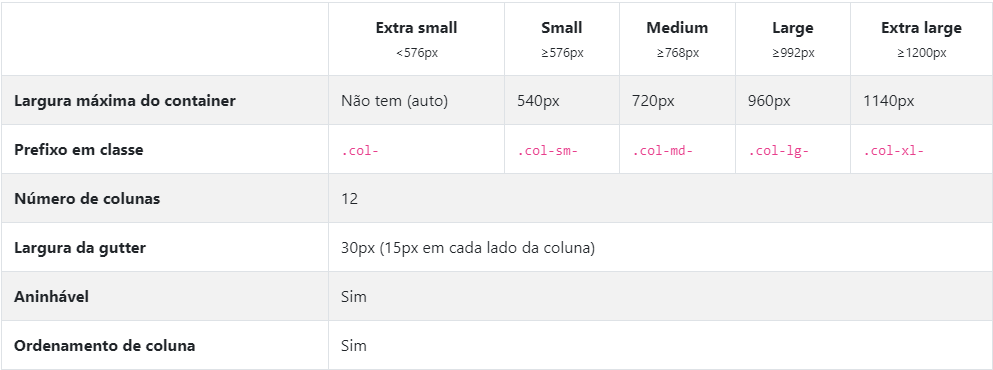 Extra small Small Medium Large Extra large
<576px ≥576px ≥768px ≥992px ≥1200px
Largura máxima do container Não tem (auto) 540px 720px 960px 1140px
Prefixo em classe .col- .col-sm- .col-md- .col-lg- .col-xl-
Número de colunas 12
Largura da gutter 30px (15px em cada lado da coluna)
Aninhável Sim
Ordenamento de coluna Sim